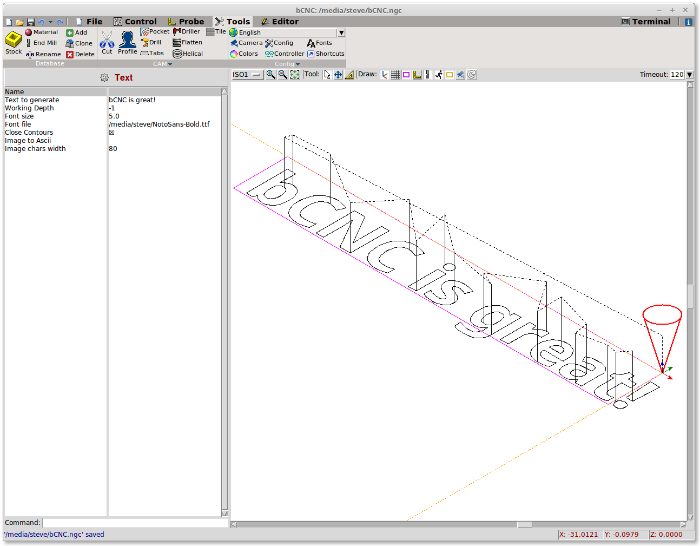 bCNC: /media/steve/bCNC.ngc
File Control Probe Tools Editor Terminal
Stock Material Add Cut Profile Pocket Driller Tile English
End Mill Clone Drill Flatten Camera Config Fonts
Rename Delete Tabs Helical Colors Controller Shortcuts
Database CAM Config
Text
ISO1 Tool: Draw: Timeout: 120
Name
Text to generate bCNC is great!
Working Depth -1
Font size 5.0
Font file /media/steve/NotoSans-Bold.ttf
Close Contours
Image to Ascii
Image chars width 80
bCNC is great!
Command:
'/media/steve/bCNC.ngc' saved X: -31.0121 Y: -0.0979 Z: 0.0000